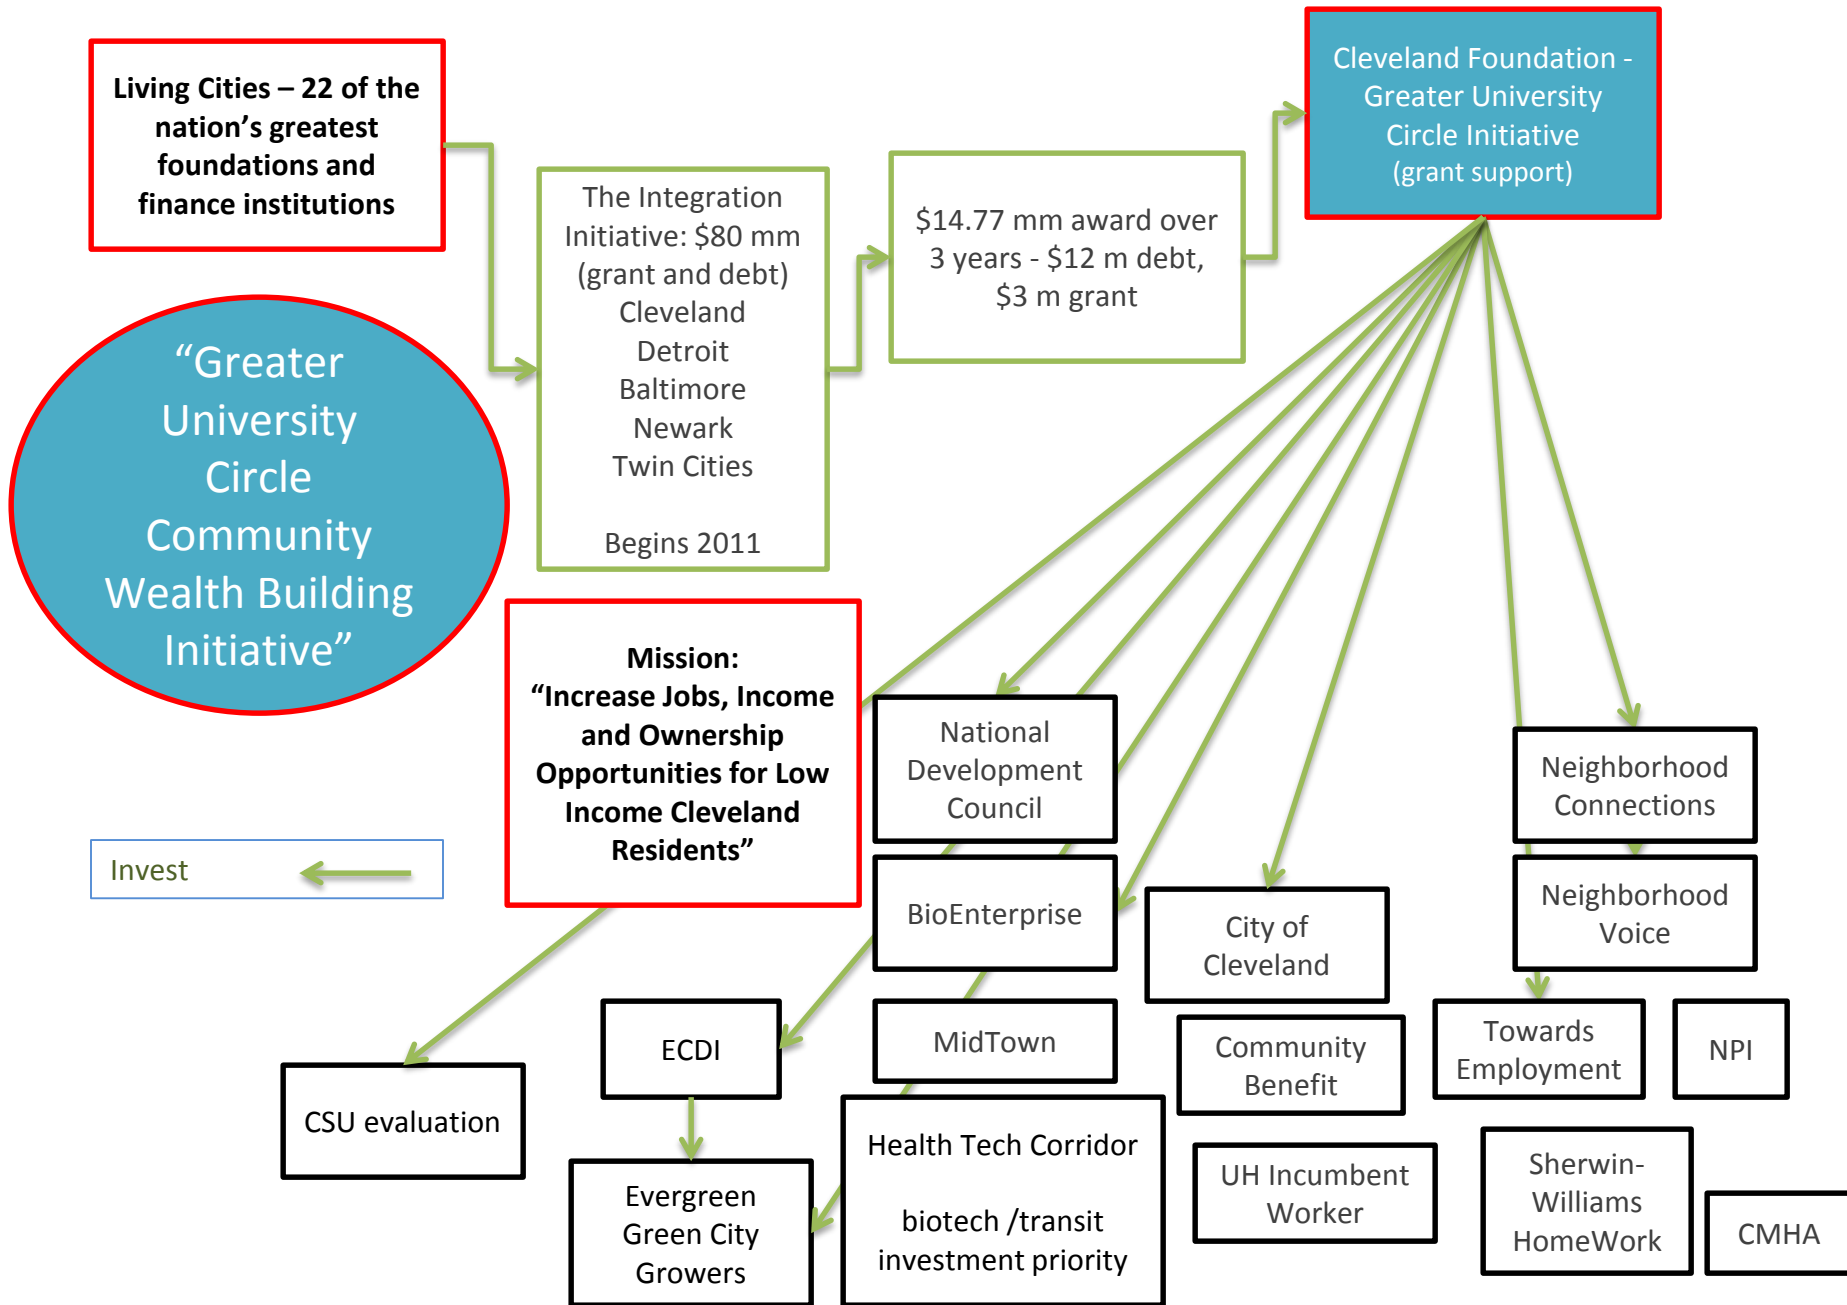 Living Cities – 22 of the
nation’s greatest
foundations and
finance institutions
The Integration
Initiative: $80 mm
(grant and debt)
Cleveland
Detroit
Baltimore
Newark
Twin Cities
Begins 2011
$14.77 mm award over
3 years - $12 m debt,
$3 m grant
Cleveland Foundation -
Greater University
Circle Initiative
(grant support)
“Greater
University
Circle
Community
Wealth Building
Initiative”
Mission:
“Increase Jobs, Income
and Ownership
Opportunities for Low
Income Cleveland
Residents”
Invest
National
Development
Council
BioEnterprise
MidTown
Health Tech Corridor
biotech /transit
investment priority
City of
Cleveland
Community
Benefit
UH Incumbent
Worker
Neighborhood
Connections
Neighborhood
Voice
Towards
Employment
NPI
Sherwin-
Williams
HomeWork
CMHA
ECDI
CSU evaluation
Evergreen
Green City
Growers